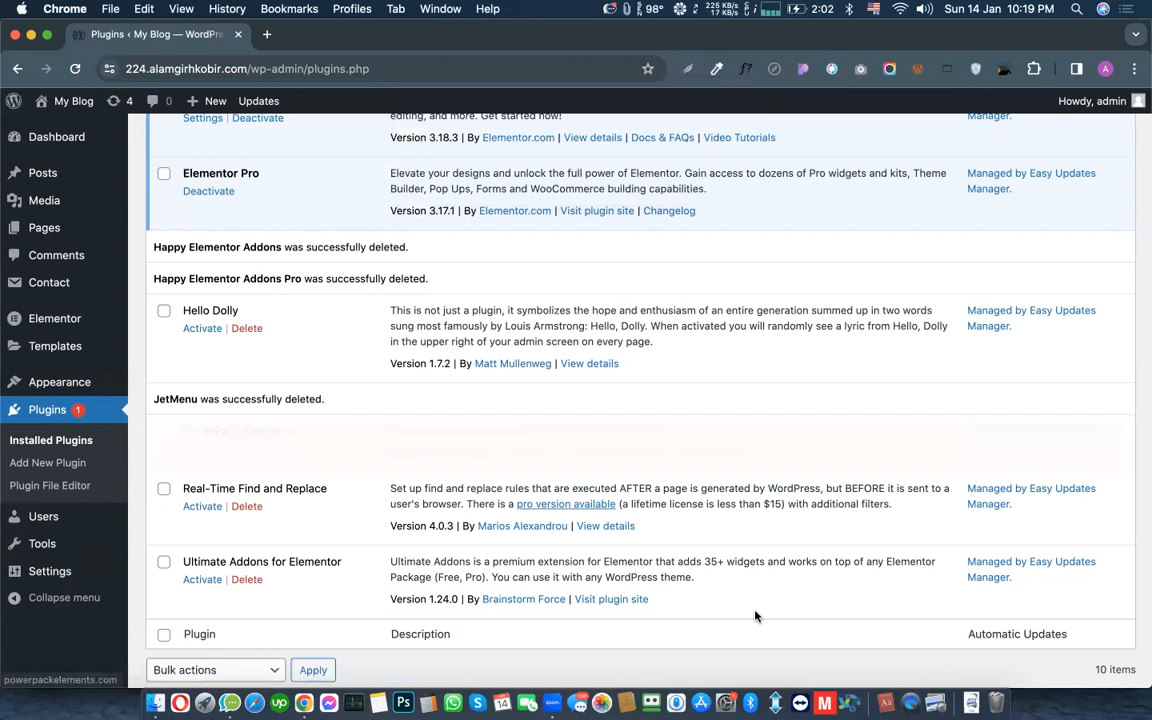 Chrome File Edit View History Bookmarks Profiles Tab Window Help 98° 225 KB/s 17 KB/s 2:02 Sun 14 Jan 10:19 PM
Plugins ‹ My Blog — WordPre
224.alamgirhkobir.com/wp-admin/plugins.php A
My Blog 4 0 New Updates Howdy, admin
Dashboard
Posts
Media
Pages
Comments
Contact
Elementor
Templates
Appearance
Plugins 1
Installed Plugins
Add New Plugin
Plugin File Editor
Users
Tools
Settings
Collapse menu
powerpackelements.com
Settings | Deactivate editing, and more. Get started now! Manager.
Version 3.18.3 | By Elementor.com | View details | Docs & FAQs | Video Tutorials
Elementor Pro Elevate your designs and unlock the full power of Elementor. Gain access to dozens of Pro widgets and kits, Theme Managed by Easy Updates
Deactivate Builder, Pop Ups, Forms and WooCommerce building capabilities. Manager.
Version 3.17.1 | By Elementor.com | Visit plugin site | Changelog
Happy Elementor Addons was successfully deleted.
Happy Elementor Addons Pro was successfully deleted.
Hello Dolly This is not just a plugin, it symbolizes the hope and enthusiasm of an entire generation summed up in two words Managed by Easy Updates
Activate | Delete sung most famously by Louis Armstrong: Hello, Dolly. When activated you will randomly see a lyric from Hello, Dolly Manager.
in the upper right of your admin screen on every page.
Version 1.7.2 | By Matt Mullenweg | View details
JetMenu was successfully deleted.
Real-Time Find and Replace Set up find and replace rules that are executed AFTER a page is generated by WordPress, but BEFORE it is sent to a Managed by Easy Updates
Activate | Delete user's browser. There is a pro version available (a lifetime license is less than $15) with additional filters. Manager.
Version 4.0.3 | By Marios Alexandrou | View details
Ultimate Addons for Elementor Ultimate Addons is a premium extension for Elementor that adds 35+ widgets and works on top of any Elementor Managed by Easy Updates
Activate | Delete Package (Free, Pro). You can use it with any WordPress theme. Manager.
Version 1.24.0 | By Brainstorm Force | Visit plugin site
Plugin Description Automatic Updates
Bulk actions Apply 10 items